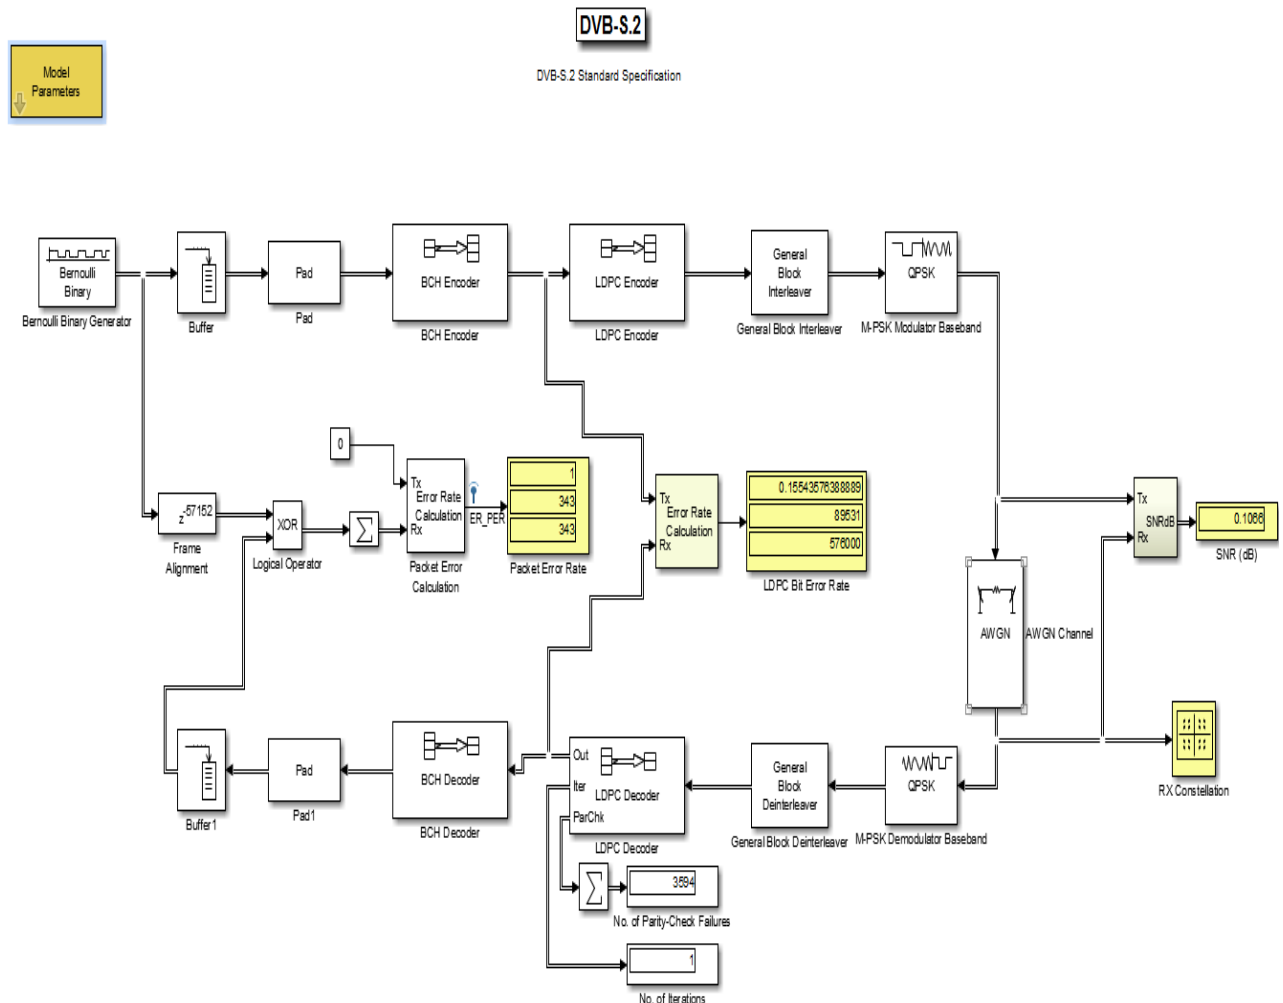 DVB-S.2
DVB-S.2 Standard Specification
Model
Parameters
Bernoulli
Binary
Bernoulli Binary Generator
Buffer
Pad
Pad
BCH Encoder
BCH Encoder
LDPC Encoder
LDPC Encoder
General
Block
Interleaver
General Block Interleaver
QPSK
M-PSK Modulator Baseband
0
z-57152
Frame
Alignment
XOR
Logical Operator
Σ
Tx
Rx
Error Rate
Calculation
Packet Error
Calculation
ER_PER
1
343
343
Packet Error Rate
Tx
Rx
Error Rate
Calculation
0.15543576388889
89531
576000
LDPC Bit Error Rate
Tx
Rx
SNRdB
0.1066
SNR (dB)
AWGN
AWGN Channel
RX Constellation
Buffer1
Pad
Pad1
BCH Decoder
BCH Decoder
Out
Iter
ParChk
LDPC Decoder
LDPC Decoder
General
Block
Deinterleaver
General Block Deinterleaver
QPSK
M-PSK Demodulator Baseband
Σ
3594
No. of Parity-Check Failures
1
No. of Iterations